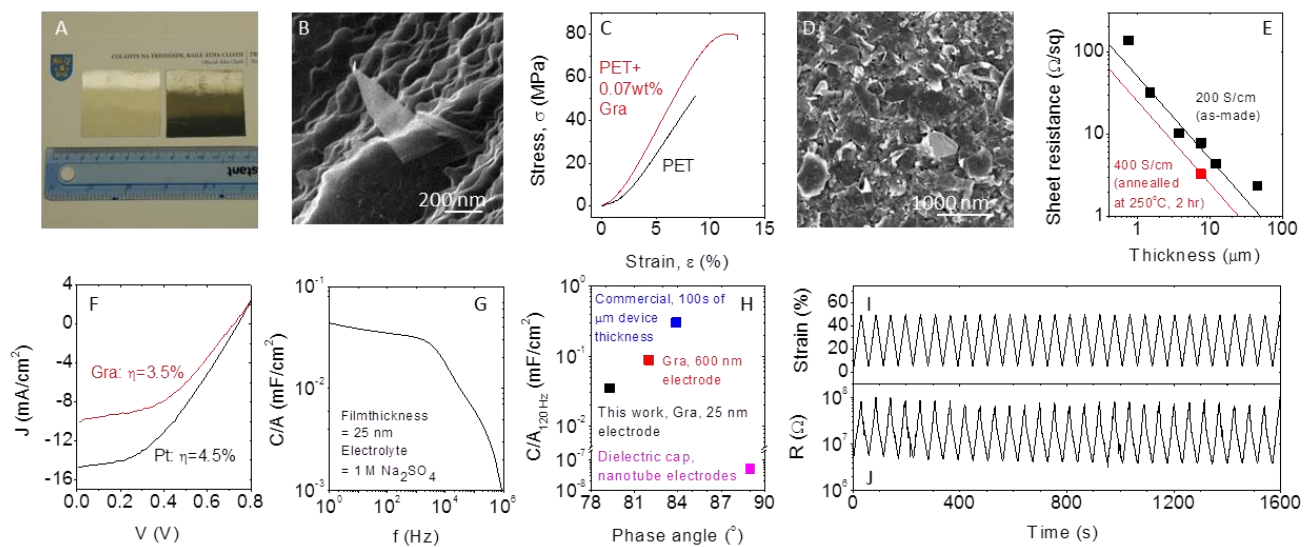 A
COLÁISTE NA TRÍONÓIDE, BAILE ÁTHA CLIATH
TR
B
200 nm
C
80
60
40
20
0
Stress, σ (MPa)
PET+
0.07wt%
Gra
PET
0
5
10
15
Strain, ε (%)
D
1000 nm
E
100
10
1
Sheet resistance (Ω/sq)
200 S/cm
(as-made)
400 S/cm
(annealled
at 250°C, 2 hr)
1
10
100
Thickness (μm)
F
4
0
-4
-8
-12
-16
J (mA/cm²)
Gra: η=3.5%
Pt: η=4.5%
0.0
0.2
0.4
0.6
0.8
V (V)
G
10⁻¹
10⁻²
10⁻³
C/A (mF/cm²)
Filmthickness
= 25 nm
Electrolyte
= 1 M Na₂SO₄
10⁰
10²
10⁴
10⁶
f (Hz)
H
10⁰
10⁻¹
10⁻²
10⁻⁷
10⁻⁸
C/A₁₂₀ Hz (mF/cm²)
Commercial, 100s of
μm device
thickness
Gra, 600 nm
electrode
This work, Gra, 25 nm
electrode
Dielectric cap,
nanotube electrodes
78
81
84
87
90
Phase angle (°)
I
60
40
20
0
Strain (%)
10⁸
10⁷
10⁶
R (Ω)
J
0
400
800
1200
1600
Time (s)